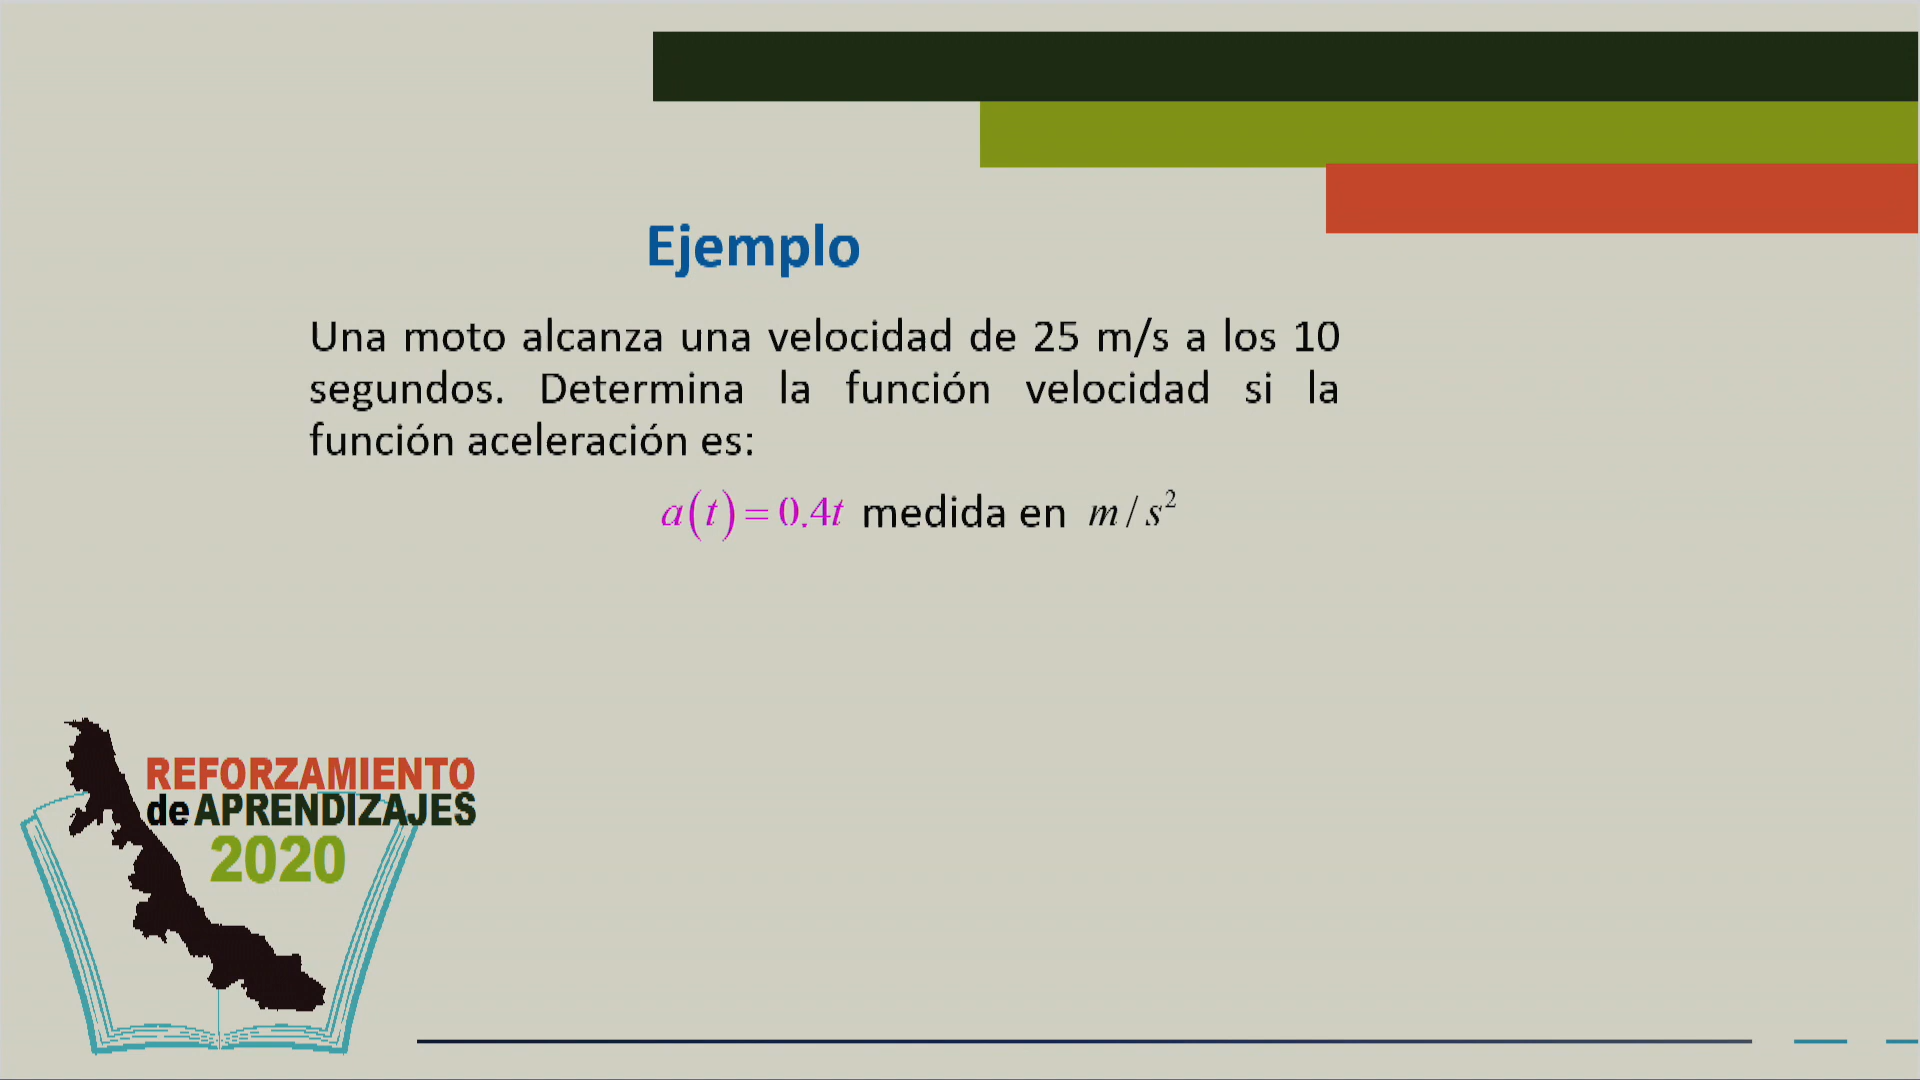 Ejemplo
Una moto alcanza una velocidad de 25 m/s a los 10
segundos. Determina la función velocidad si la
función aceleración es:
a(t) = 0.4t medida en m/s²
REFORZAMIENTO
de APRENDIZAJES
2020